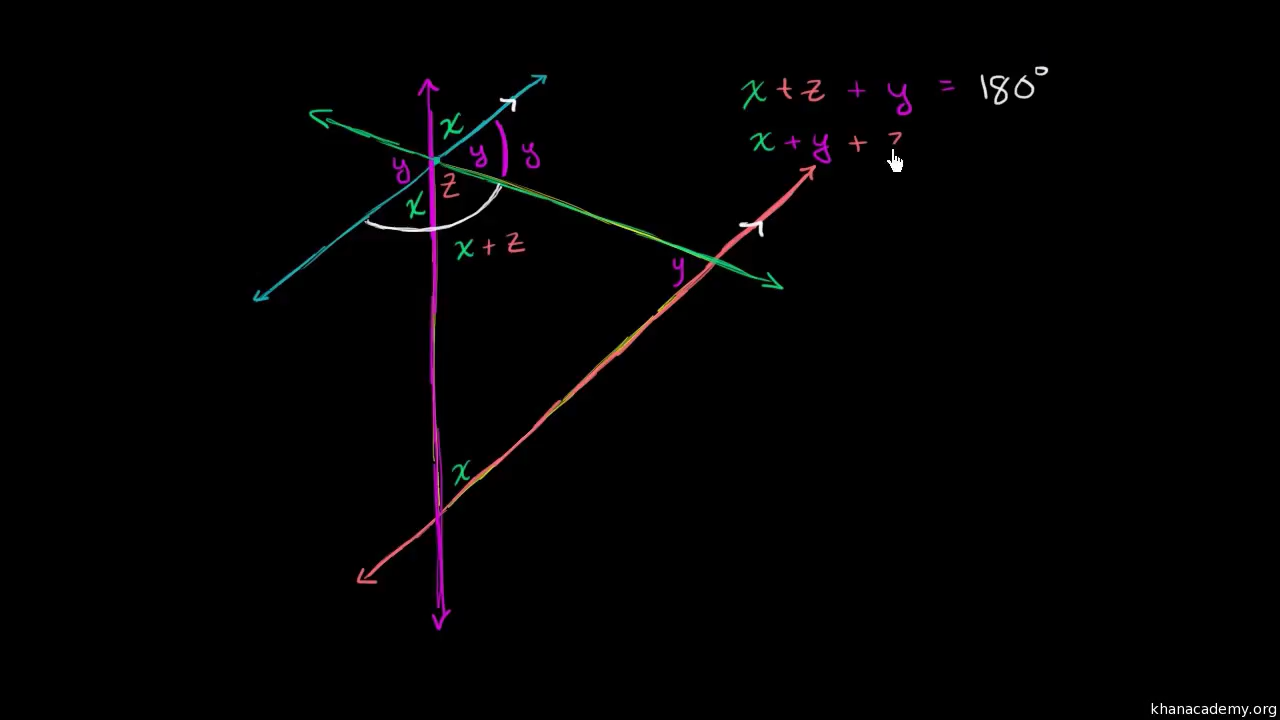 x + z + y = 180°
x + y +
x
y
y
y
z
x
x + z
y
x
khanacademy.org